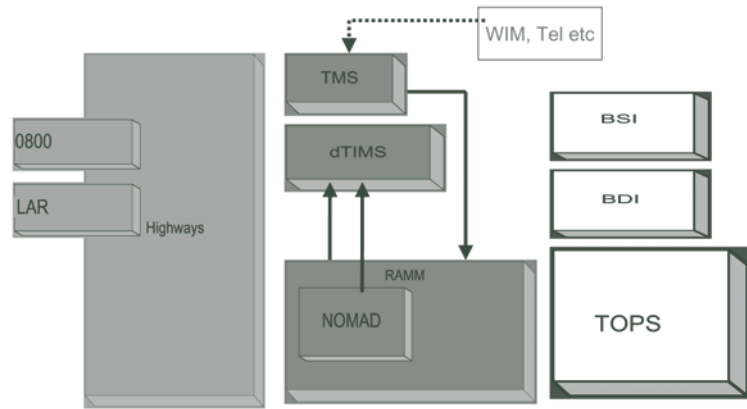 WIM, Tel etc
TMS
0800
BSI
dTIMS
LAR
BDI
Highways
RAMM
NOMAD
TOPS